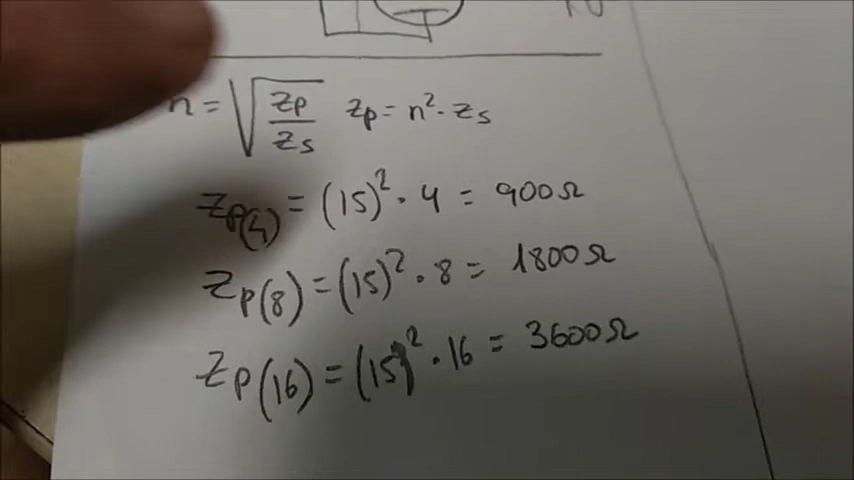 n = √(Zp/Zs) Zp = n² · Zs
Zp(4) = (15)² · 4 = 900Ω
Zp(8) = (15)² · 8 = 1800Ω
Zp(16) = (15)² · 16 = 3600Ω